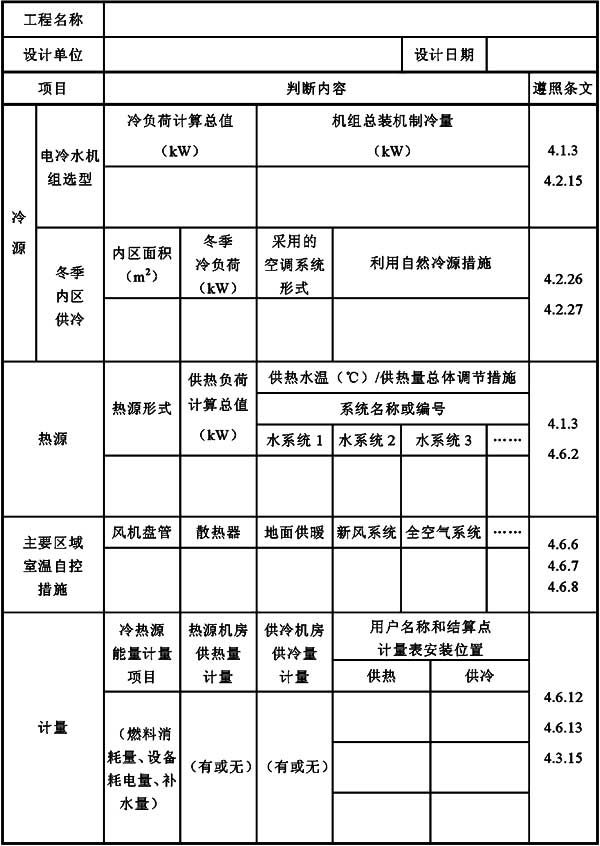 工程名称
设计单位
设计日期
项目
判断内容
遵照条文
冷
源
电冷水机
组选型
冷负荷计算总值
（kW）
机组总装机制冷量
（kW）
4.1.3
4.2.15
冬季
内区
供冷
内区面积
（m²）
冬季
冷负荷
（kW）
采用的
空调系统
形式
利用自然冷源措施
4.2.26
4.2.27
热源
热源形式
供热负荷
计算总值
（kW）
供热水温（℃）/供热量总体调节措施
系统名称或编号
水系统1
水系统2
水系统3
……
4.1.3
4.6.2
主要区域
室温自控
措施
风机盘管
散热器
地面供暖
新风系统
全空气系统
……
4.6.6
4.6.7
4.6.8
计量
冷热源
能量计量
项目
热源机房
供热量
计量
供冷机房
供冷量
计量
用户名称和结算点
计量表安装位置
供热
供冷
（燃料消
耗量、设备
耗电量、补
水量）
（有或无）
（有或无）
4.6.12
4.6.13
4.3.15